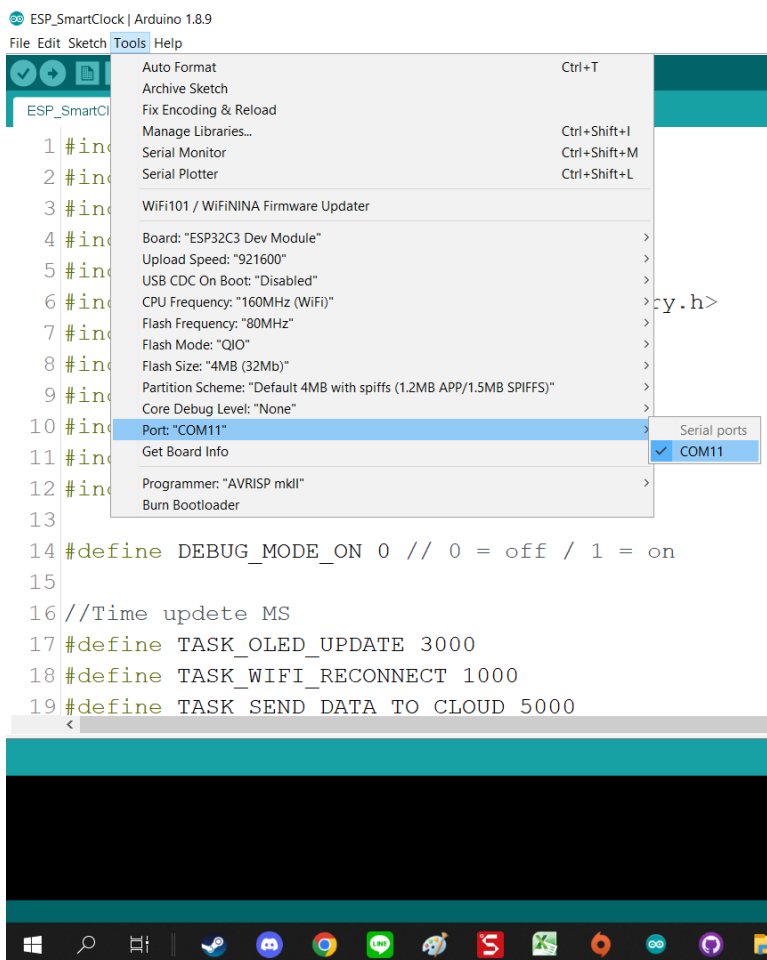 ESP_SmartClock | Arduino 1.8.9
File Edit Sketch Tools Help
Auto Format Ctrl+T
Archive Sketch
Fix Encoding & Reload
Manage Libraries... Ctrl+Shift+I
Serial Monitor Ctrl+Shift+M
Serial Plotter Ctrl+Shift+L
WiFi101 / WiFiNINA Firmware Updater
Board: "ESP32C3 Dev Module"
Upload Speed: "921600"
USB CDC On Boot: "Disabled"
CPU Frequency: "160MHz (WiFi)"
Flash Frequency: "80MHz"
Flash Mode: "QIO"
Flash Size: "4MB (32Mb)"
Partition Scheme: "Default 4MB with spiffs (1.2MB APP/1.5MB SPIFFS)"
Core Debug Level: "None"
Port: "COM11"
Get Board Info
Programmer: "AVRISP mkII"
Burn Bootloader
Serial ports
COM11
ESP_SmartCl
1 #inc
2 #inc
3 #inc
4 #inc
5 #inc
6 #inc ry.h>
7 #inc
8 #inc
9 #inc
10 #inc
11 #inc
12 #inc
13
14 #define DEBUG_MODE_ON 0 // 0 = off / 1 = on
15
16 //Time updete MS
17 #define TASK_OLED_UPDATE 3000
18 #define TASK_WIFI_RECONNECT 1000
19 #define TASK_SEND_DATA_TO_CLOUD 5000
LINE